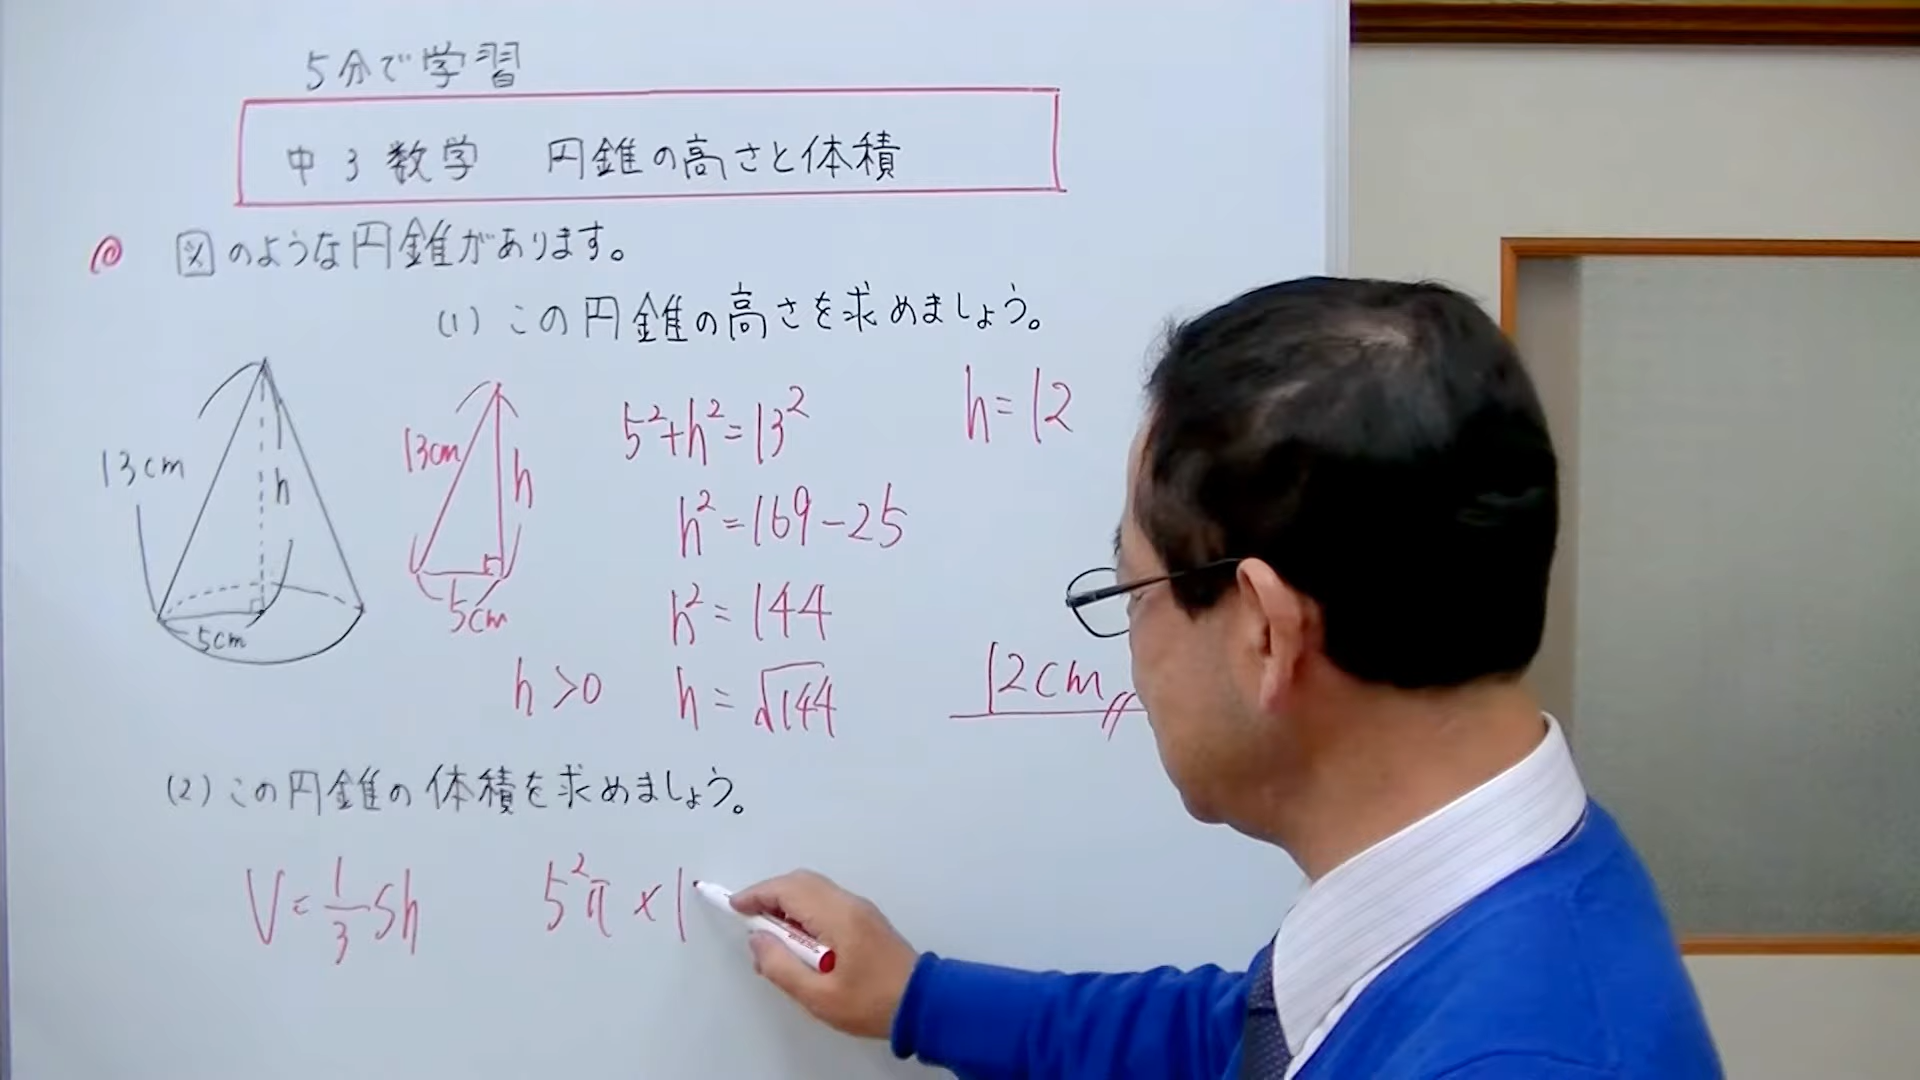 5分で学習
中3数学 円錐の高さと体積
図のような円錐があります。
(1) この円錐の高さを求めましょう。
13cm
h
5cm
13cm
h
5cm
5²+h²=13²
h²=169-25
h²=144
h>0 h=√144
h=12
12cm
(2) この円錐の体積を求めましょう。
V=1/3Sh 5²π×1